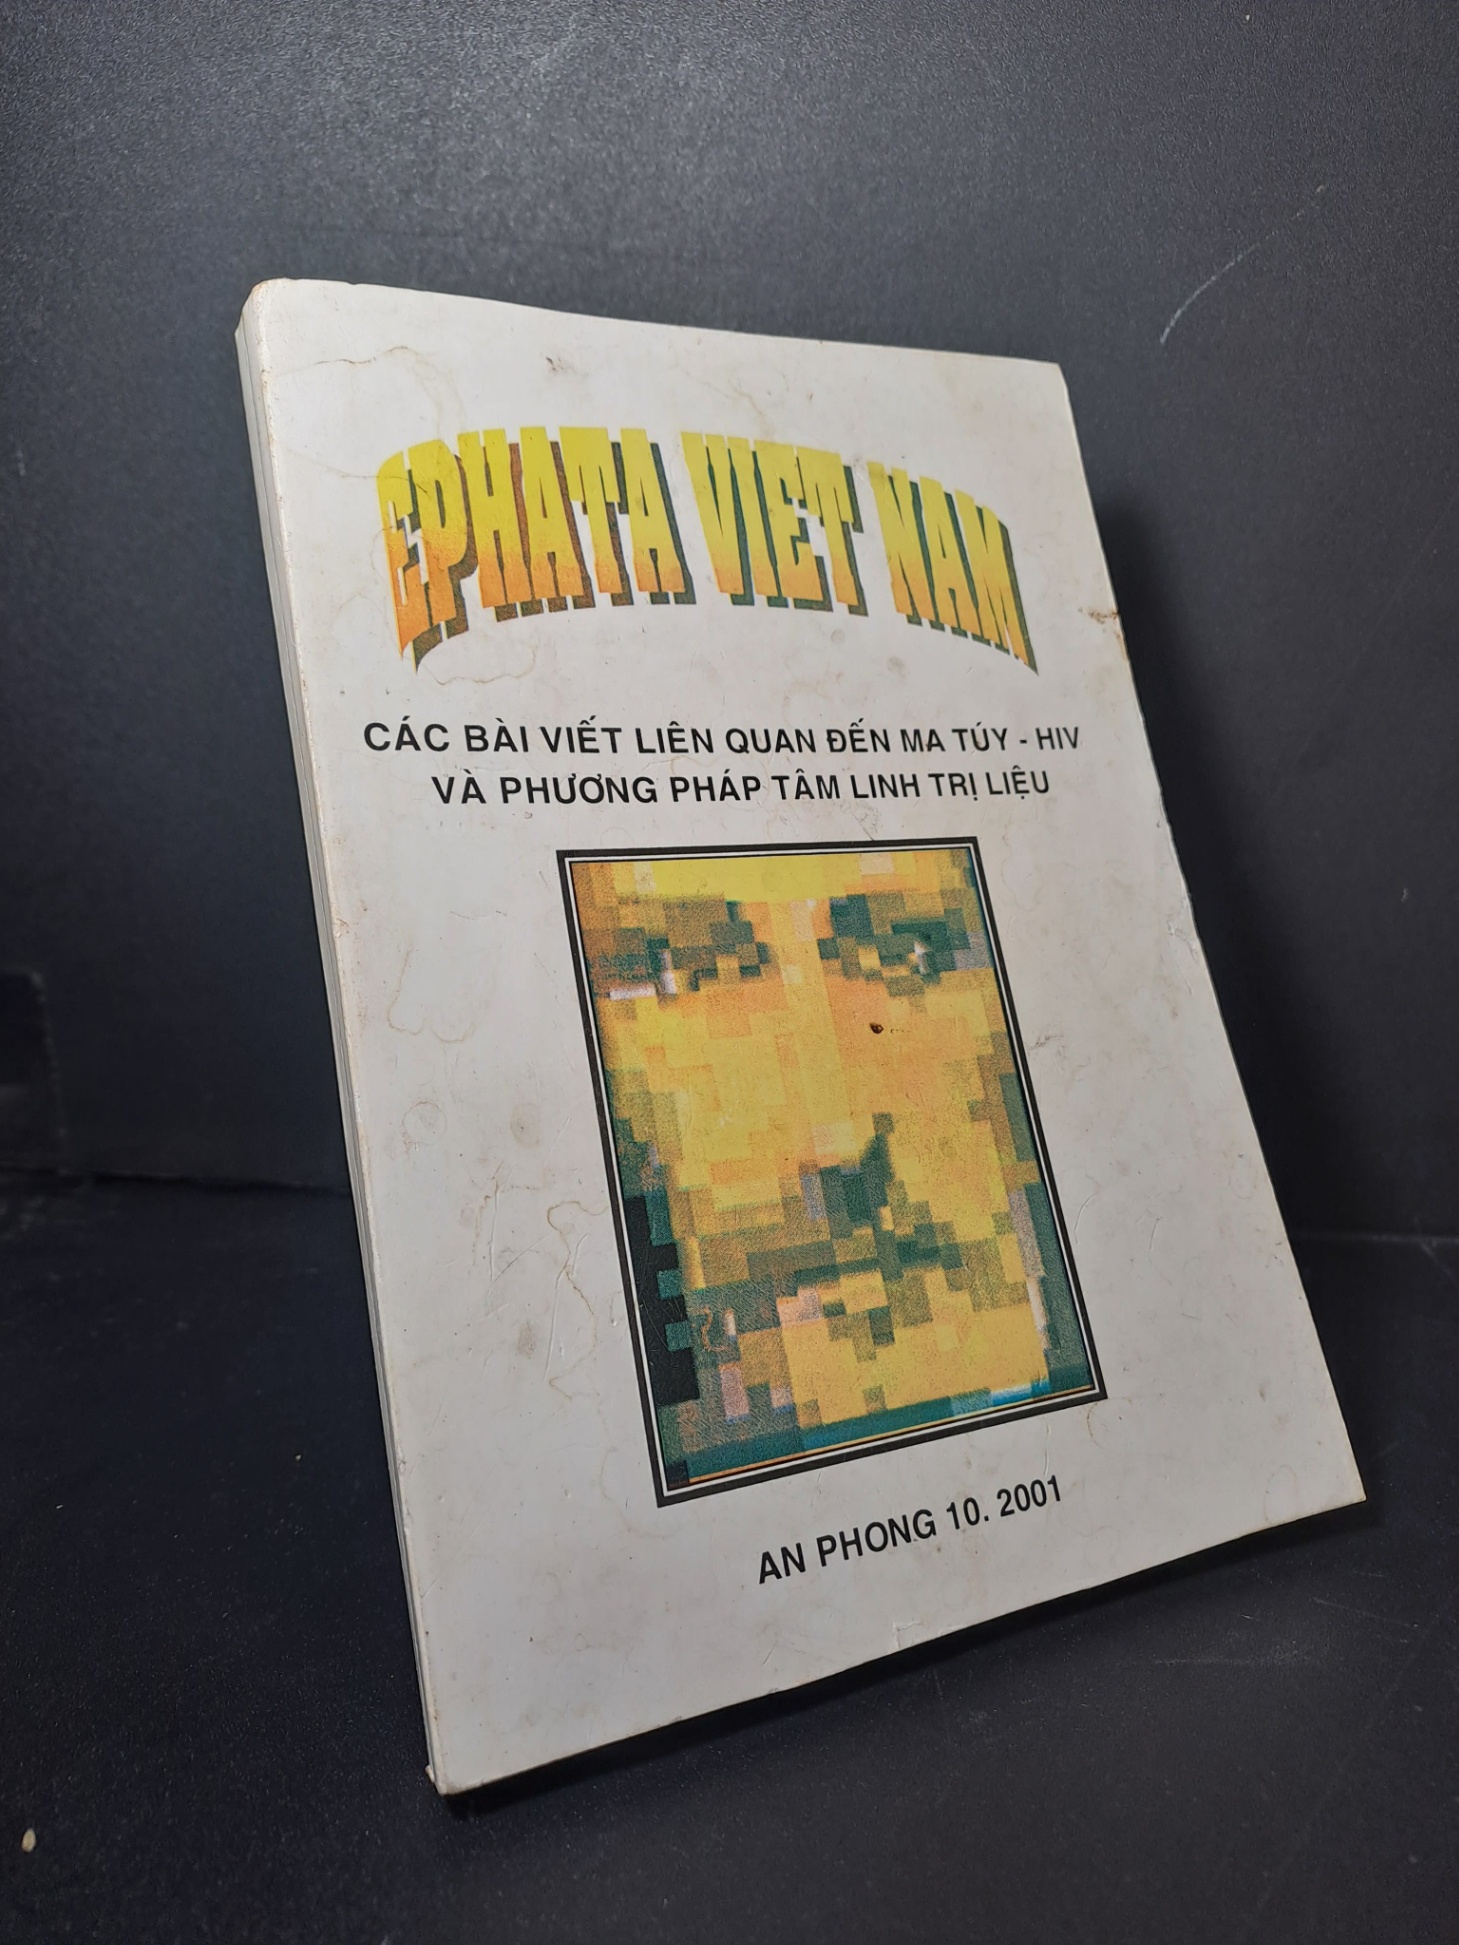 EPHATA VIET NAM
CÁC BÀI VIẾT LIÊN QUAN ĐẾN MA TÚY - HIV
VÀ PHƯƠNG PHÁP TÂM LINH TRỊ LIỆU
AN PHONG 10. 2001